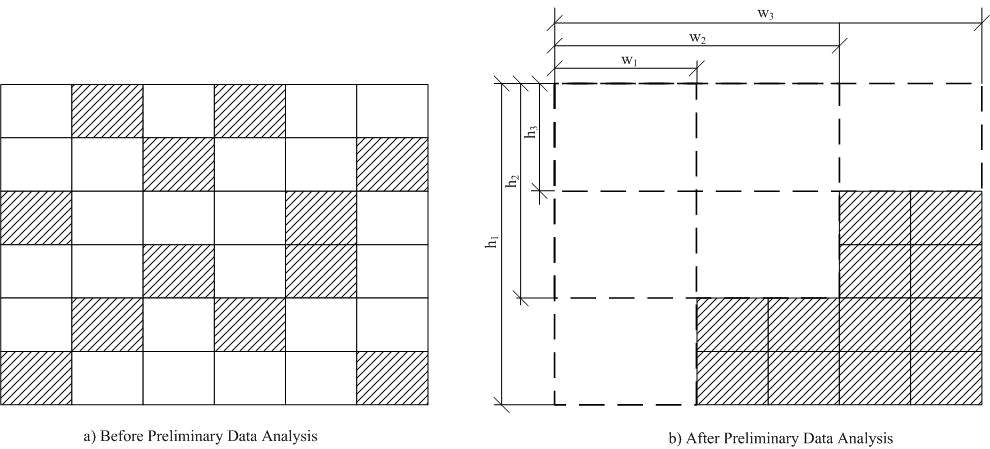 w₃
w₂
w₁
h₃
h₂
h₁
a) Before Preliminary Data Analysis
b) After Preliminary Data Analysis